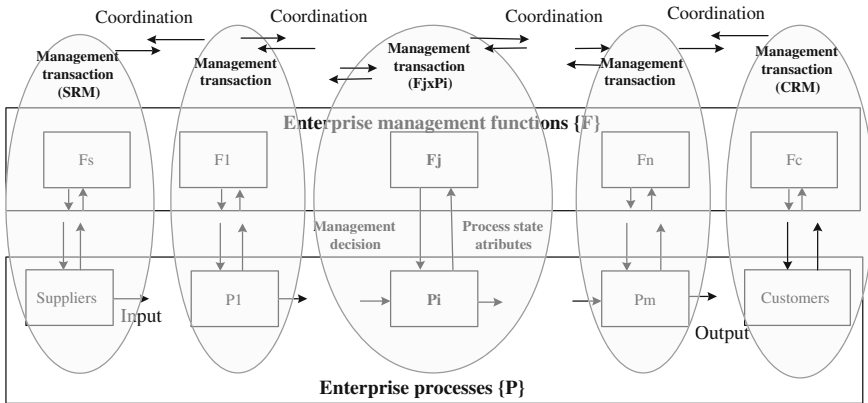 Coordination
Coordination
Coordination
Coordination
Management
transaction
(SRM)
Management
transaction
Management
transaction
(FjxPi)
Management
transaction
Management
transaction
(CRM)
Enterprise management functions {F}
Fs
F1
Fj
Fn
Fc
Management
decision
Process state
atributes
Suppliers
P1
Pi
Pm
Customers
Input
Output
Enterprise processes {P}